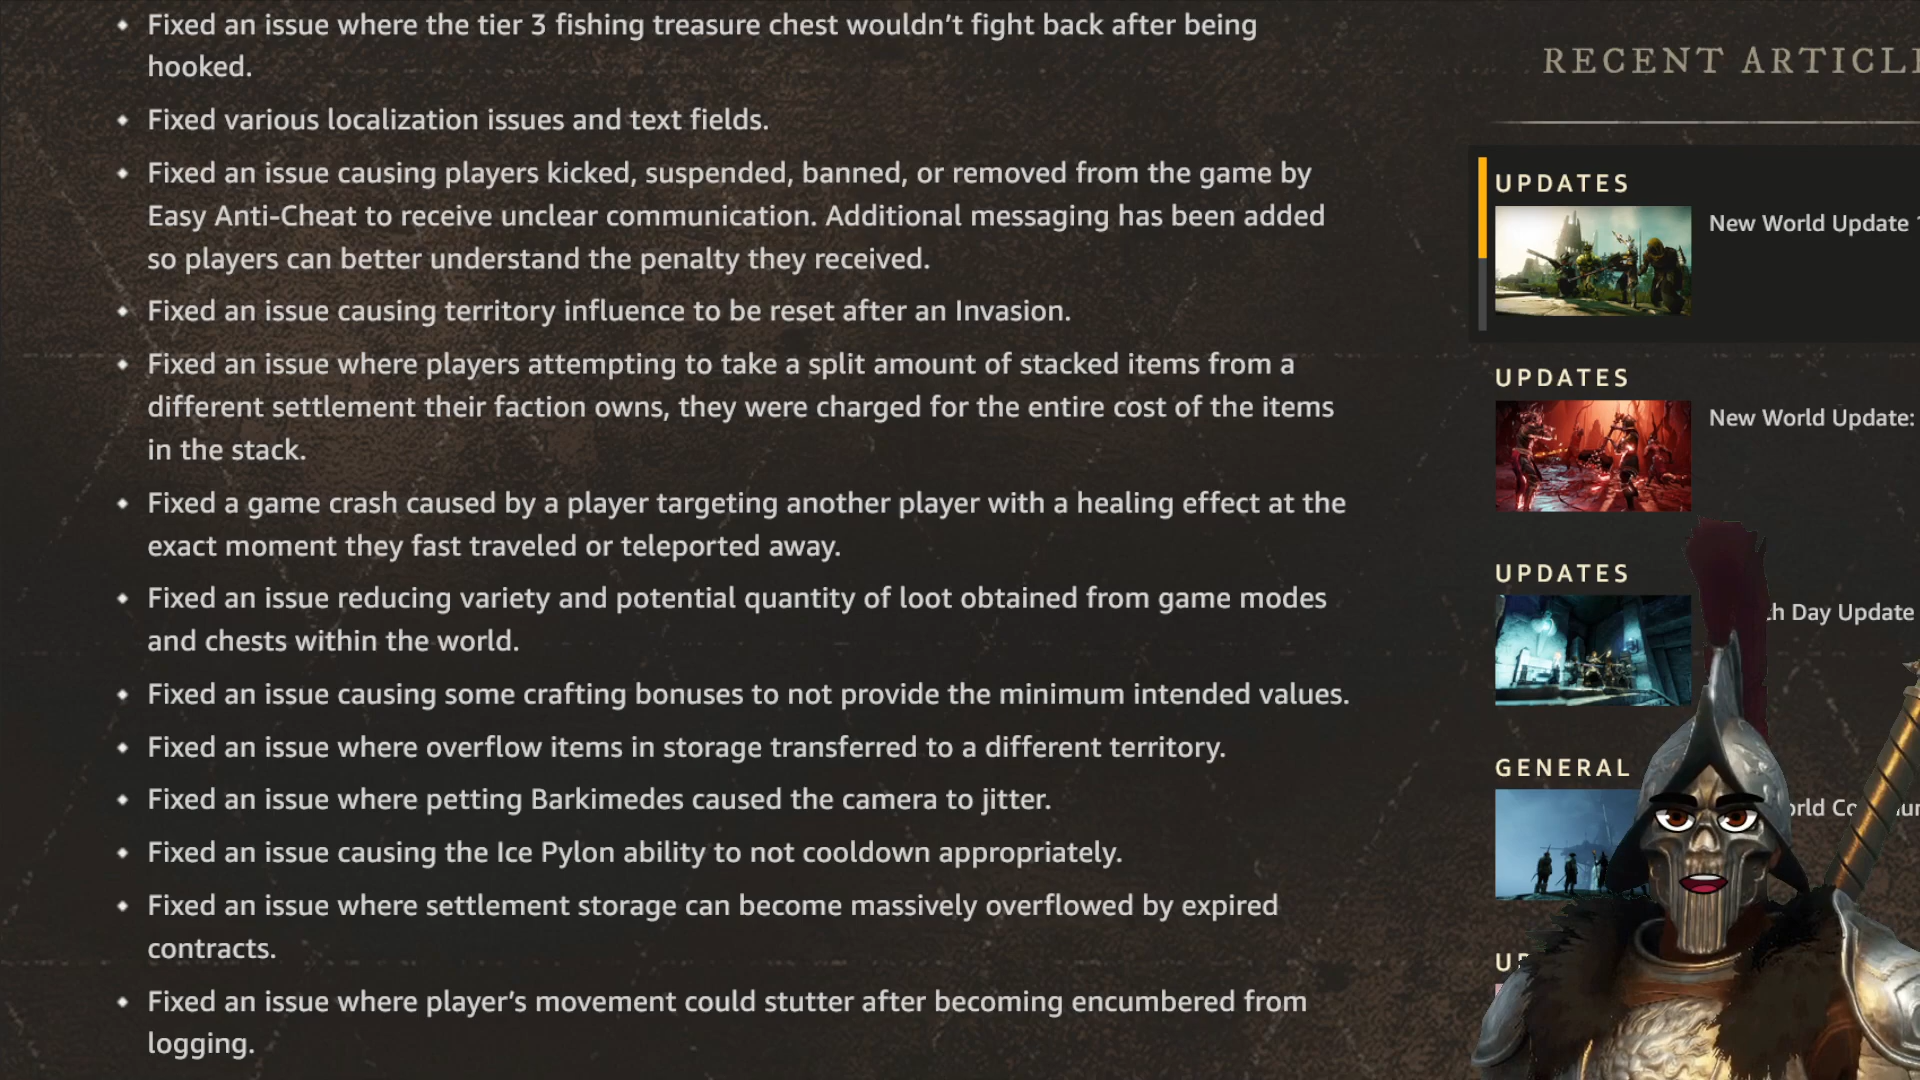 Fixed an issue where the tier 3 fishing treasure chest wouldn’t fight back after being
hooked.
Fixed various localization issues and text fields.
Fixed an issue causing players kicked, suspended, banned, or removed from the game by
Easy Anti-Cheat to receive unclear communication. Additional messaging has been added
so players can better understand the penalty they received.
Fixed an issue causing territory influence to be reset after an Invasion.
Fixed an issue where players attempting to take a split amount of stacked items from a
different settlement their faction owns, they were charged for the entire cost of the items
in the stack.
Fixed a game crash caused by a player targeting another player with a healing effect at the
exact moment they fast traveled or teleported away.
Fixed an issue reducing variety and potential quantity of loot obtained from game modes
and chests within the world.
Fixed an issue causing some crafting bonuses to not provide the minimum intended values.
Fixed an issue where overflow items in storage transferred to a different territory.
Fixed an issue where petting Barkimedes caused the camera to jitter.
Fixed an issue causing the Ice Pylon ability to not cooldown appropriately.
Fixed an issue where settlement storage can become massively overflowed by expired
contracts.
Fixed an issue where player’s movement could stutter after becoming encumbered from
logging.
RECENT
UPDATES
New World Update
UPDATES
New World Update:
UPDATES
Day Update
GENERAL